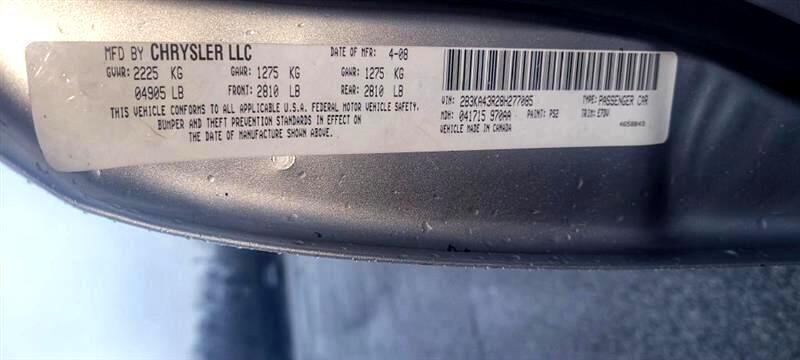 MFD BY CHRYSLER LLC DATE OF MFR: 4-08
GVWR: 2225 KG GAWR: 1275 KG GAWR: 1275 KG
04905 LB FRONT: 2810 LB REAR: 2810 LB
THIS VEHICLE CONFORMS TO ALL APPLICABLE U.S.A. FEDERAL MOTOR VEHICLE SAFETY,
BUMPER AND THEFT PREVENTION STANDARDS IN EFFECT ON
THE DATE OF MANUFACTURE SHOWN ABOVE.
VIN: 2B3KA43R28H277085 TYPE: PASSENGER CAR
MDH: 041715 970AA PAINT: PS2 TRIM: E7DV
VEHICLE MADE IN CANADA